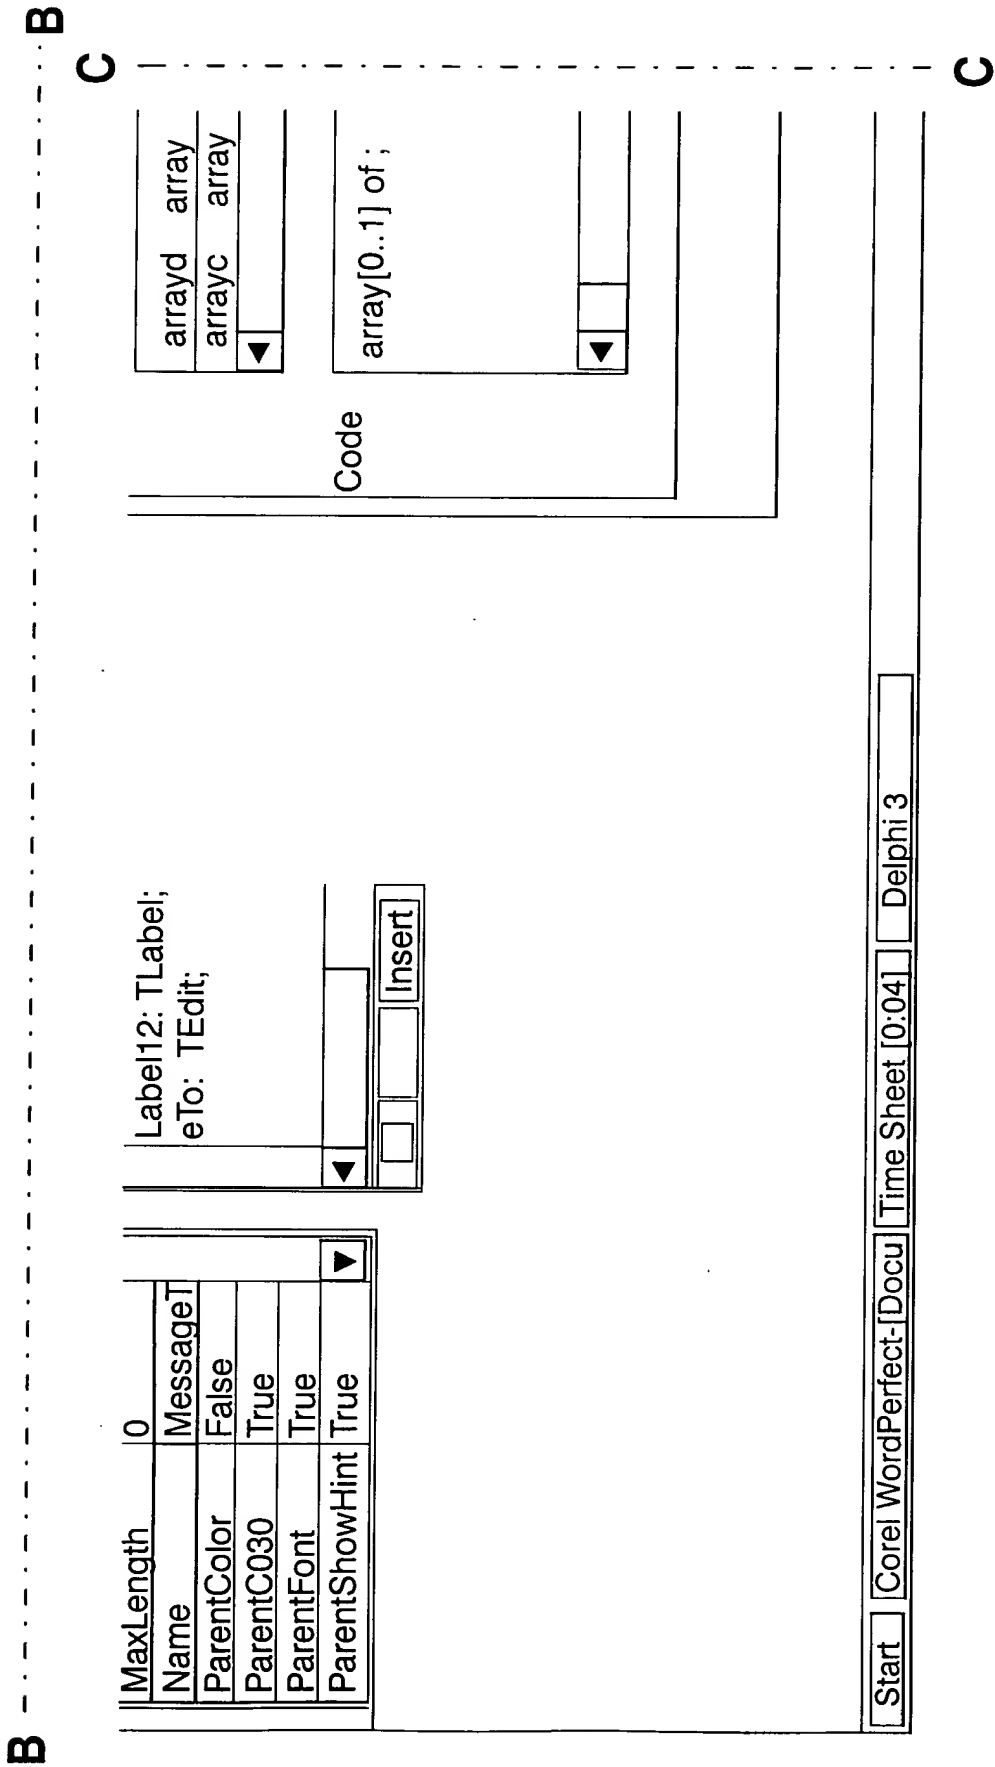 B B
C
MaxLength 0
Name MessageT
ParentColor False
ParentC030 True
ParentFont True
ParentShowHint True
Label12: TLabel;
eTo: TEdit;
Insert
arrayd array
arrayc array
Code
array[0..1] of ;
Start
Corel WordPerfect-[Docu
Time Sheet [0:04]
Delphi 3
C